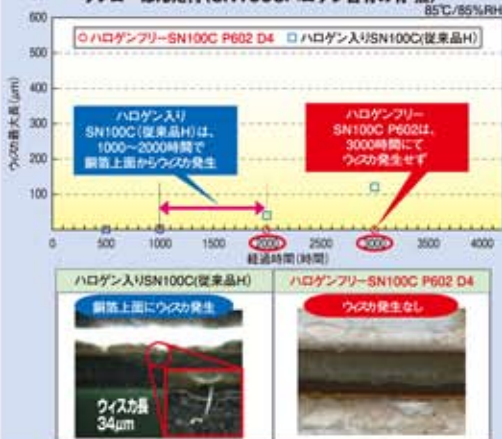 85℃/85%RH
ウィスカ最大長(μm)
600
500
400
300
200
100
ハロゲンフリーSN100C P602 D4
ハロゲン入りSN100C(従来品H)
ハロゲン入り
SN100C(従来品H)は、
1000～2000時間で
銅箔上面からウィスカ発生
ハロゲンフリー
SN100C P602は、
3000時間にて
ウィスカ発生せず
0 500 1000 1500 2000 2500 3000 3500 4000
経過時間(時間)
ハロゲン入りSN100C(従来品H)
ハロゲンフリーSN100C P602 D4
銅箔上面にウィスカ発生
ウィスカ発生なし
ウィスカ長
34μm